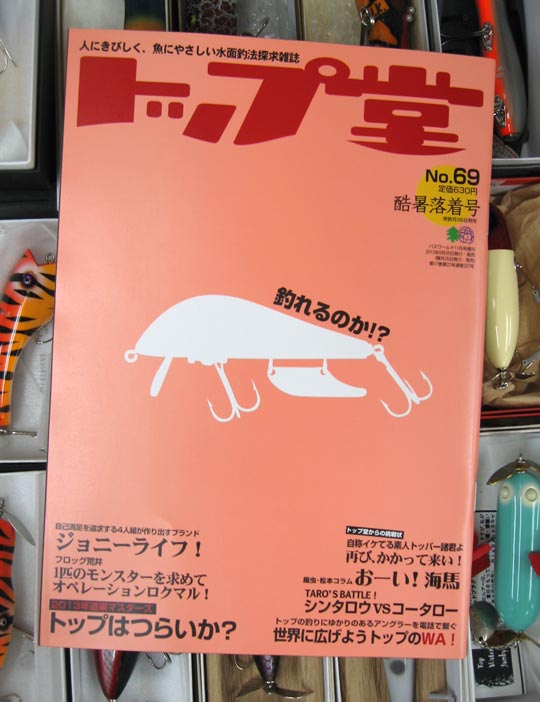 人にきびしく、魚にやさしい水面釣法探求雑誌
トップ堂
No.69
定価630円
酷暑落着号
釣れるのか!?
自己満足を追求する4人組が作り出すブランド
ジョニーライフ！
フロッグ荒井
1匹のモンスターを求めて
オペレーションロクマル！
2013年道南マスターズ
トップはつらいか？
トップ堂からの挑戦状
自称イケてる素人トッパー諸君よ
再び、かかって来い！
痴虫・松本コラム おーい！海馬
TARO'S BATTLE！
シンタロウVSコータロー
トップの釣りにゆかりのあるアングラーを電話で繋ぐ
世界に広げようトップのWA！